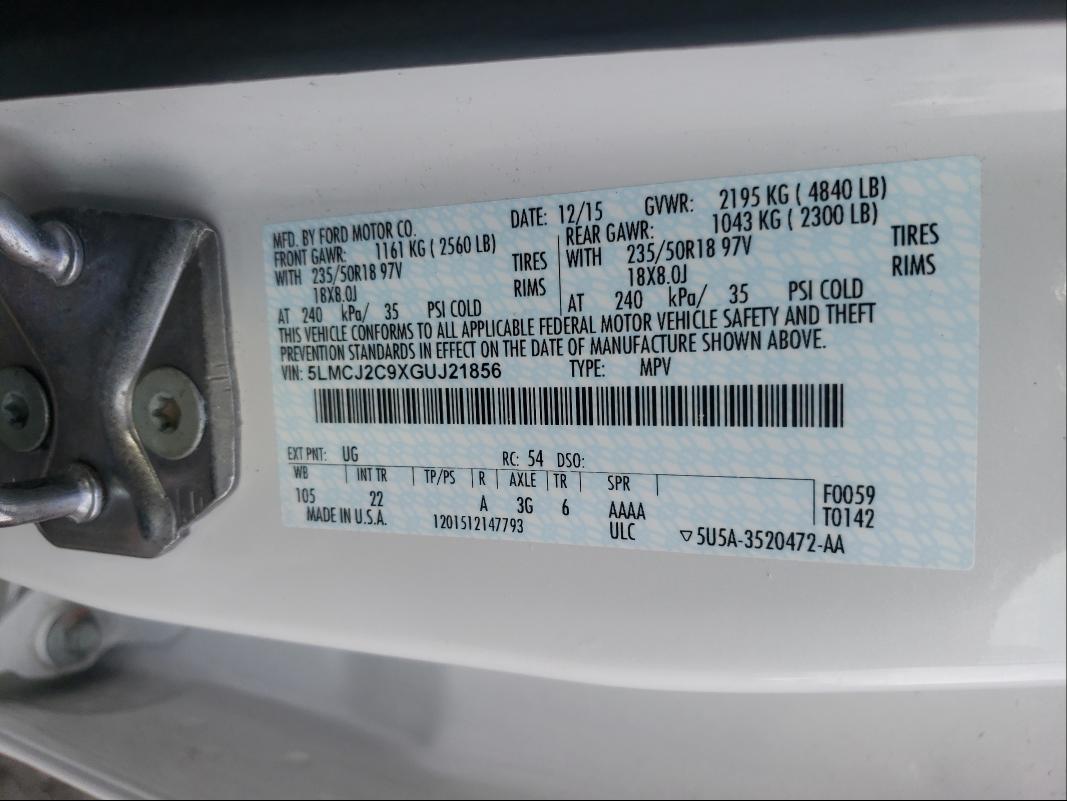 MFD. BY FORD MOTOR CO.
DATE: 12/15 GVWR: 2195 KG ( 4840 LB)
FRONT GAWR: 1161 KG ( 2560 LB)
REAR GAWR: 1043 KG ( 2300 LB)
WITH 235/50R18 97V TIRES
WITH 235/50R18 97V TIRES
18X8.0J RIMS
18X8.0J RIMS
AT 240 kPa/ 35 PSI COLD
AT 240 kPa/ 35 PSI COLD
THIS VEHICLE CONFORMS TO ALL APPLICABLE FEDERAL MOTOR VEHICLE SAFETY AND THEFT
PREVENTION STANDARDS IN EFFECT ON THE DATE OF MANUFACTURE SHOWN ABOVE.
VIN: 5LMCJ2C9XGUJ21856 TYPE: MPV
EXT PNT: UG RC: 54 DSO:
WB INT TR TP/PS R AXLE TR SPR
105 22 A 3G 6 AAAA
F0059
T0142
MADE IN U.S.A. 1201512147793 ULC ▽5U5A-3520472-AA